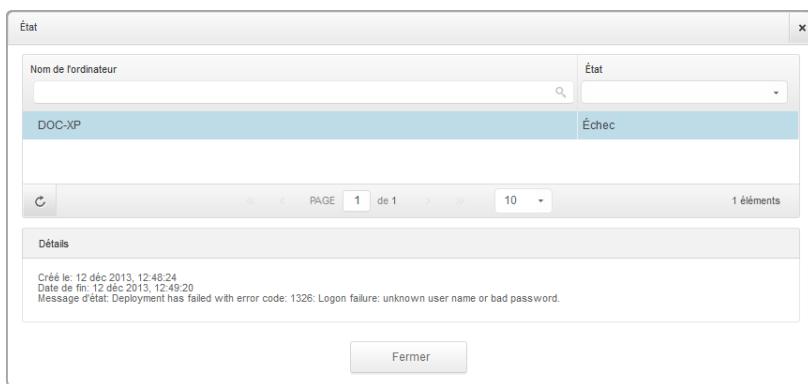 État
Nom de l'ordinateur État
DOC-XP Échec
PAGE 1 de 1 10 1 éléments
Détails
Créé le: 12 déc 2013, 12:48:24
Date de fin: 12 déc 2013, 12:49:20
Message d'état: Deployment has failed with error code: 1326: Logon failure: unknown user name or bad password.
Fermer